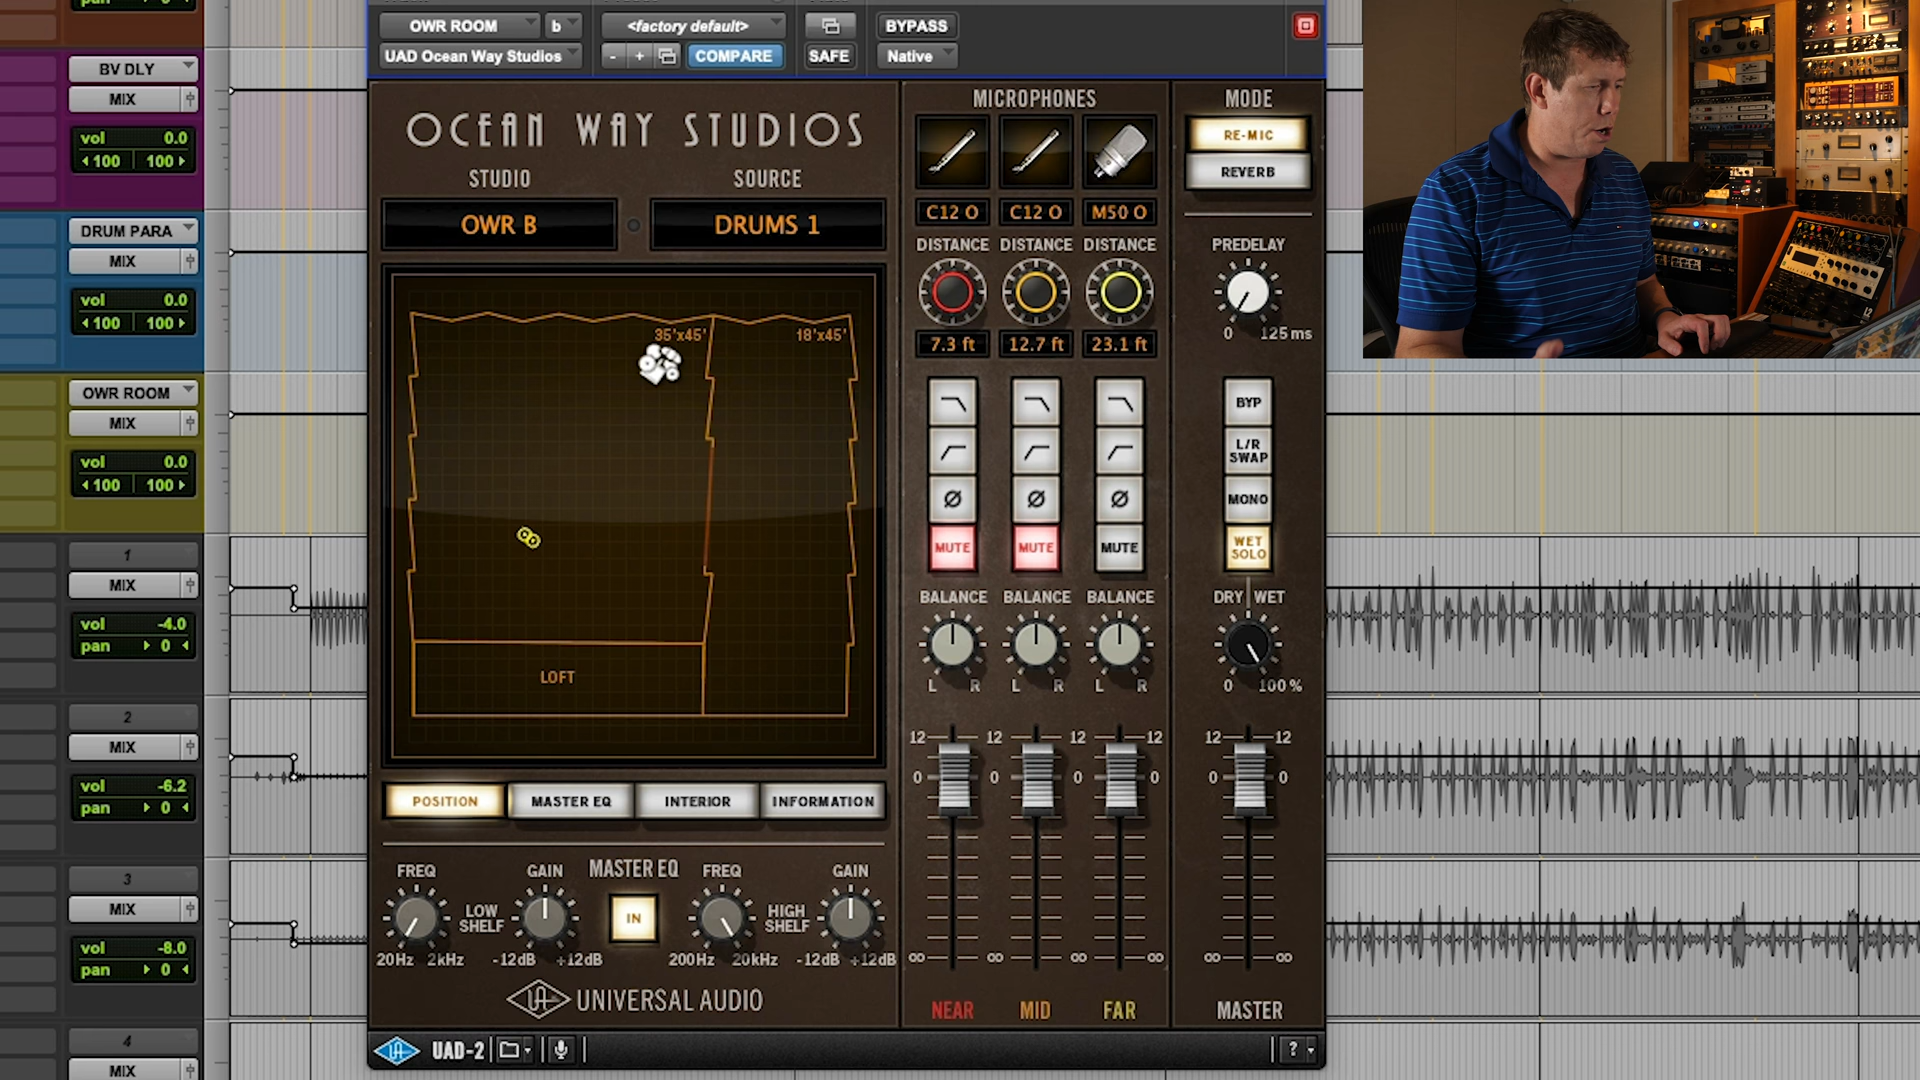 OWR ROOM
b
<factory default>
BYPASS
UAD Ocean Way Studios
- +
COMPARE
SAFE
Native
BV DLY
MIX
vol 0.0
100 100
DRUM PARA
MIX
vol 0.0
100 100
OWR ROOM
MIX
vol 0.0
100 100
1
MIX
vol -4.0
pan 0
2
MIX
vol -6.2
pan 0
3
MIX
vol -8.0
pan 0
4
MIX
OCEAN WAY STUDIOS
STUDIO SOURCE
OWR B DRUMS 1
35'x45' 18'x45'
LOFT
POSITION MASTER EQ INTERIOR INFORMATION
FREQ GAIN MASTER EQ FREQ GAIN
LOW SHELF IN HIGH SHELF
20Hz 2kHz -12dB +12dB 200Hz 20kHz -12dB +12dB
UNIVERSAL AUDIO
MICROPHONES
C12 O C12 O M50 O
DISTANCE DISTANCE DISTANCE
7.3 ft 12.7 ft 23.1 ft
Ø Ø Ø
MUTE MUTE MUTE
BALANCE BALANCE BALANCE
L R L R L R
12 12 12 12
0 0 0 0
∞ ∞ ∞ ∞
NEAR MID FAR
MODE
RE-MIC
REVERB
PREDELAY
0 125 ms
BYP
L/R SWAP
MONO
WET SOLO
DRY WET
0 100 %
12 12
0 0
∞ ∞
MASTER
UAD-2
?